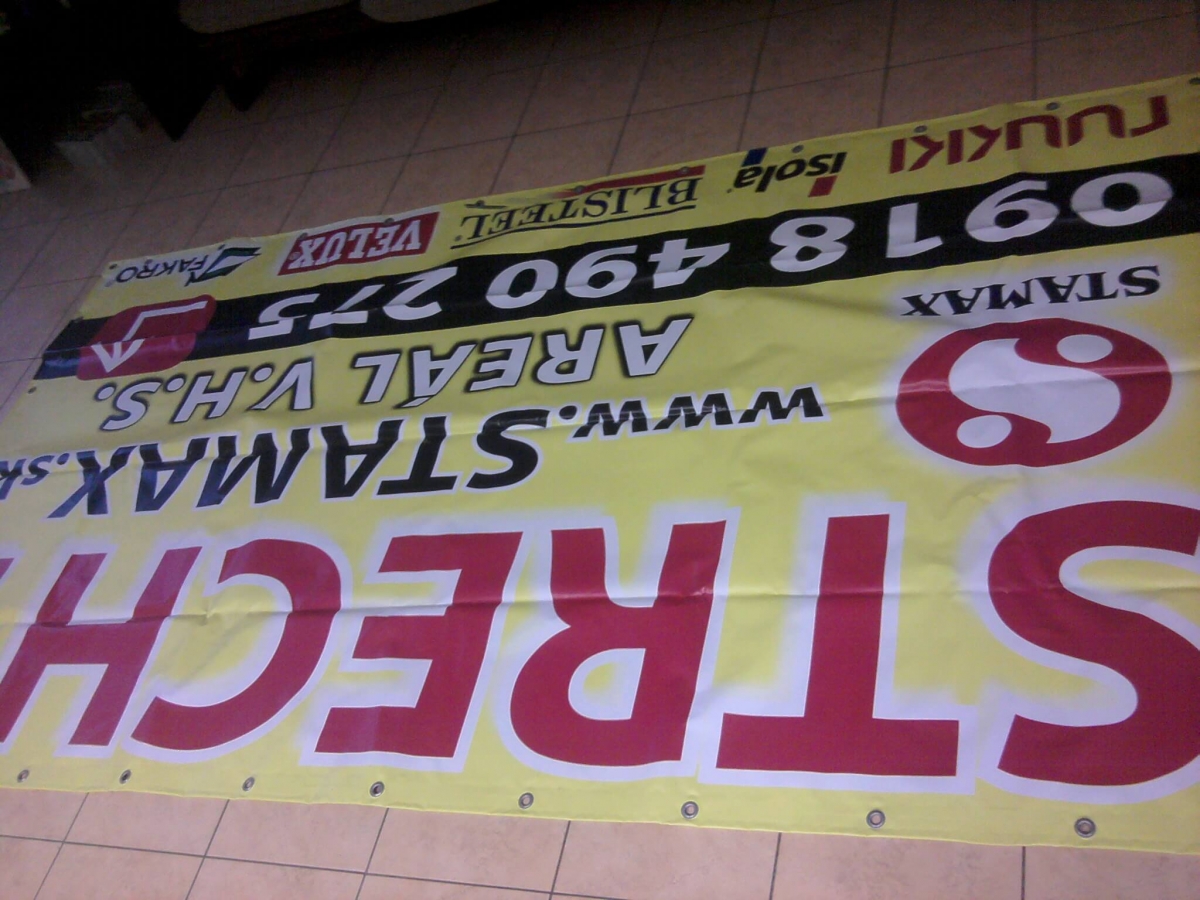 STRECH
STAMAX
www.STAMAX.sk
AREÁL V.H.S.
0918 490 275
ruukki isola BLISTEEL VELUX FAKRO